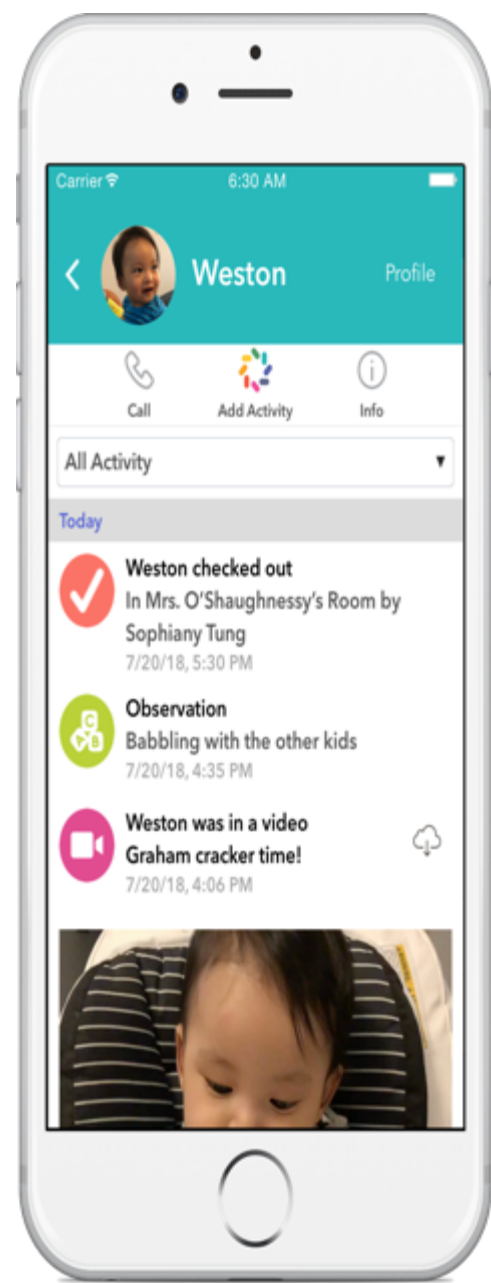 Carrier 6:30 AM
Weston Profile
Call Add Activity Info
All Activity
Today
Weston checked out
In Mrs. O'Shaughnessy's Room by
Sophiany Tung
7/20/18, 5:30 PM
Observation
Babbling with the other kids
7/20/18, 4:35 PM
Weston was in a video
Graham cracker time!
7/20/18, 4:06 PM